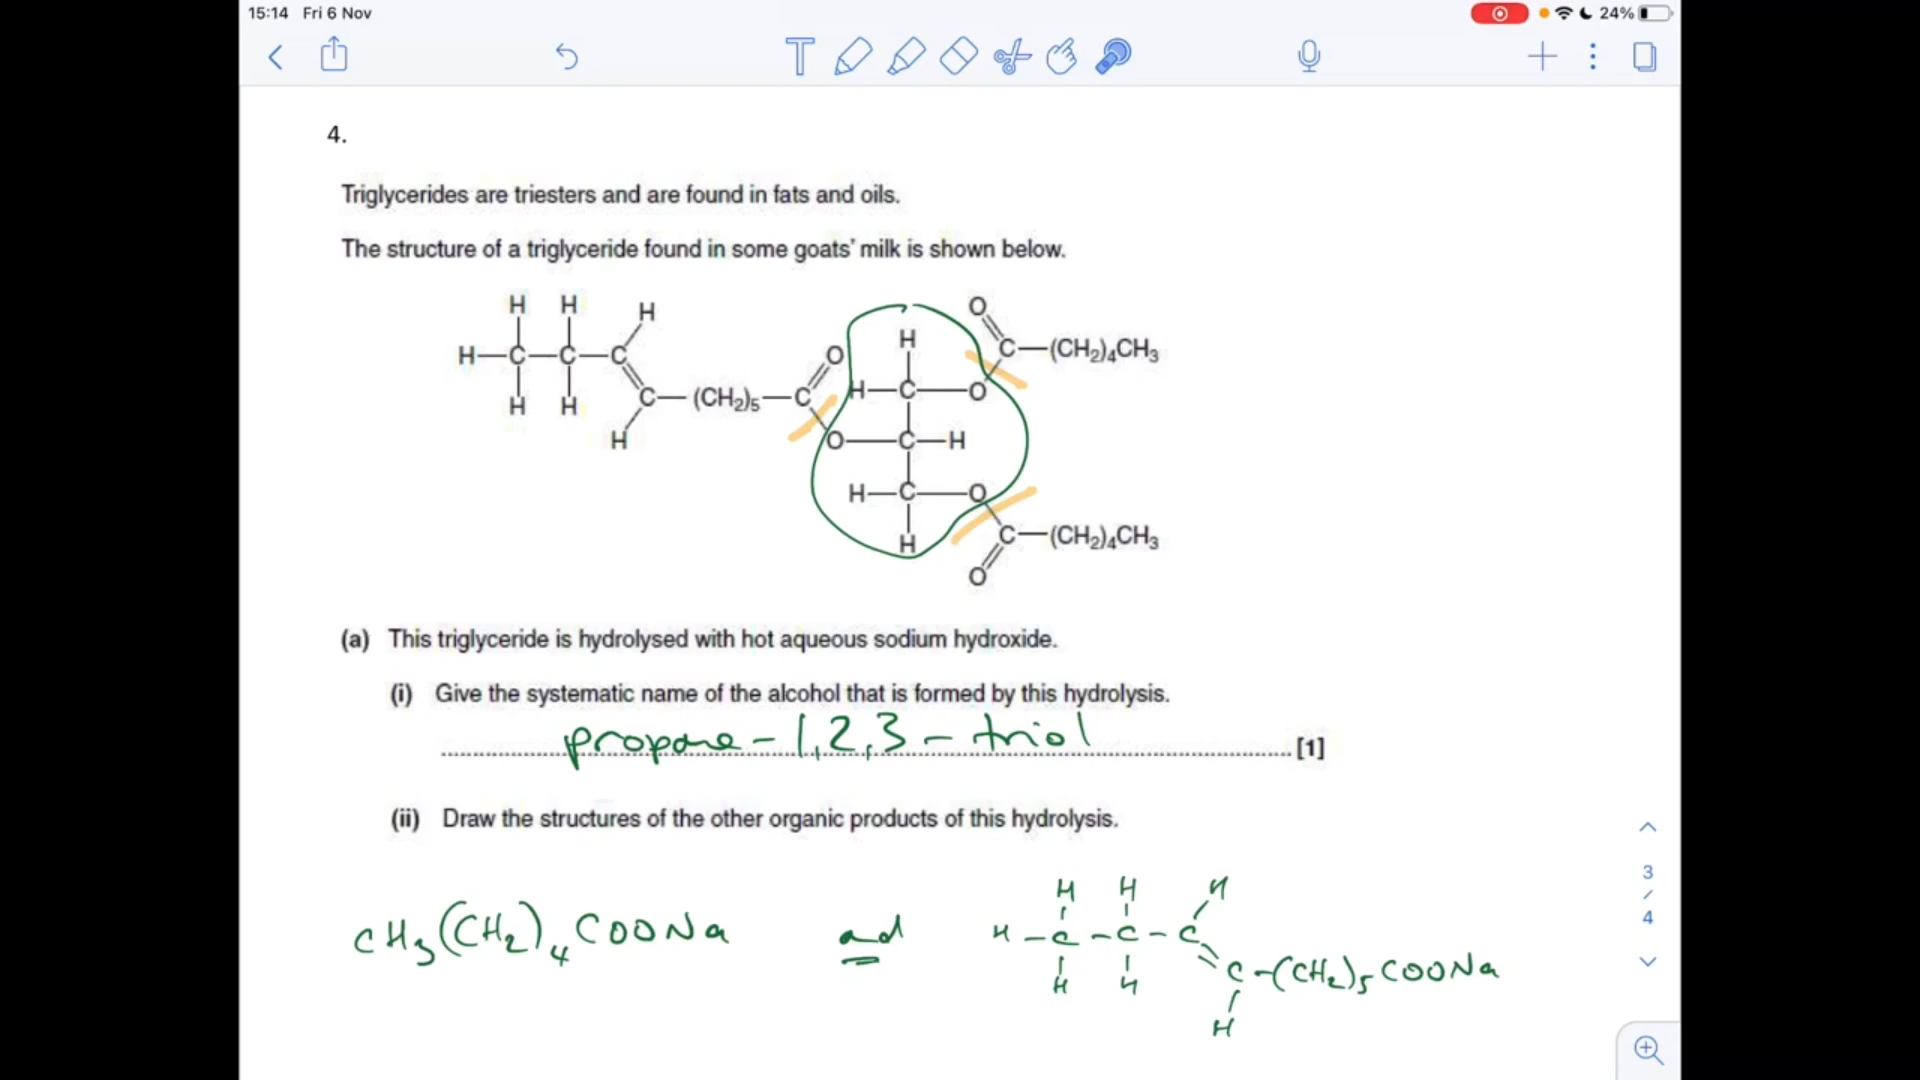 15:14 Fri 6 Nov
24%
T
4.
Triglycerides are triesters and are found in fats and oils.
The structure of a triglyceride found in some goats' milk is shown below.
H H H O H O
H—C—C—C C—(CH₂)₄CH₃
H H C—(CH₂)₅—C H—C—O
H O—C—H
H—C—O
H C—(CH₂)₄CH₃
O
(a) This triglyceride is hydrolysed with hot aqueous sodium hydroxide.
(i) Give the systematic name of the alcohol that is formed by this hydrolysis.
propane-1,2,3-triol [1]
(ii) Draw the structures of the other organic products of this hydrolysis.
3
/
4
H H H
CH₃(CH₂)₄COONa and H-C-C-C
H H C-(CH₂)₅COONa
H